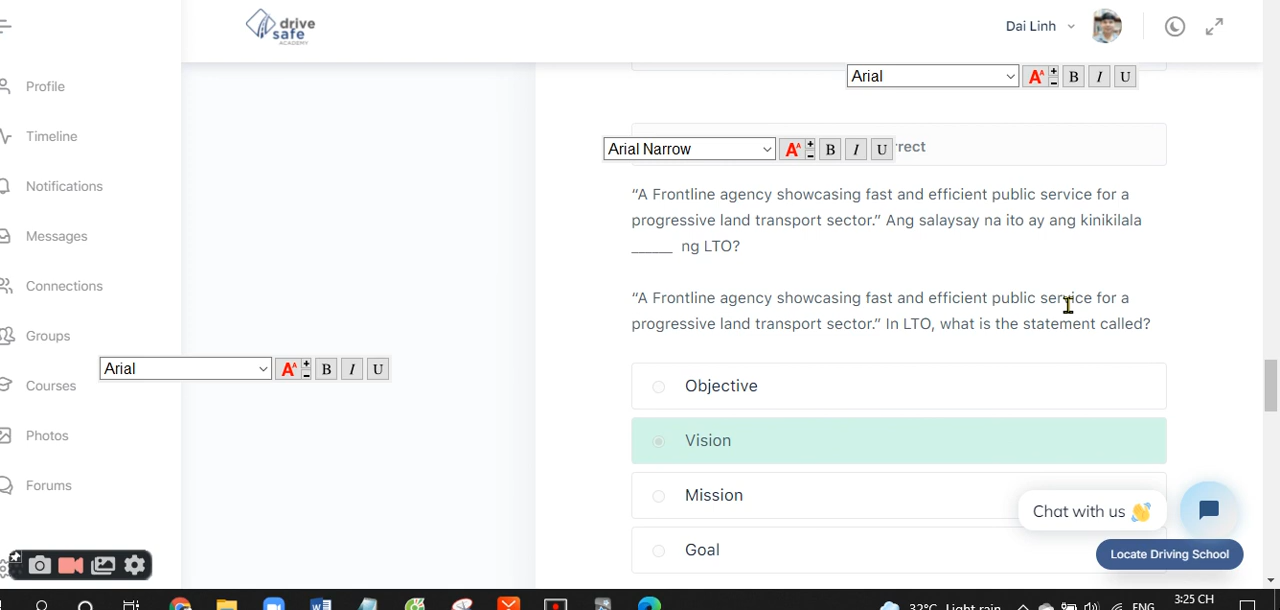 drive
safe
ACADEMY
Dai Linh
Profile
Timeline
Notifications
Messages
Connections
Groups
Courses
Photos
Forums
Arial
A A + - B I U
Arial Narrow
A A + - B I U
rrect
“A Frontline agency showcasing fast and efficient public service for a
progressive land transport sector.” Ang salaysay na ito ay ang kinikilala
_____ ng LTO?
“A Frontline agency showcasing fast and efficient public service for a
progressive land transport sector.” In LTO, what is the statement called?
Arial
A A + - B I U
Objective
Vision
Mission
Goal
Chat with us 👋
Locate Driving School
32°C Light rain
ENG
3:25 CH